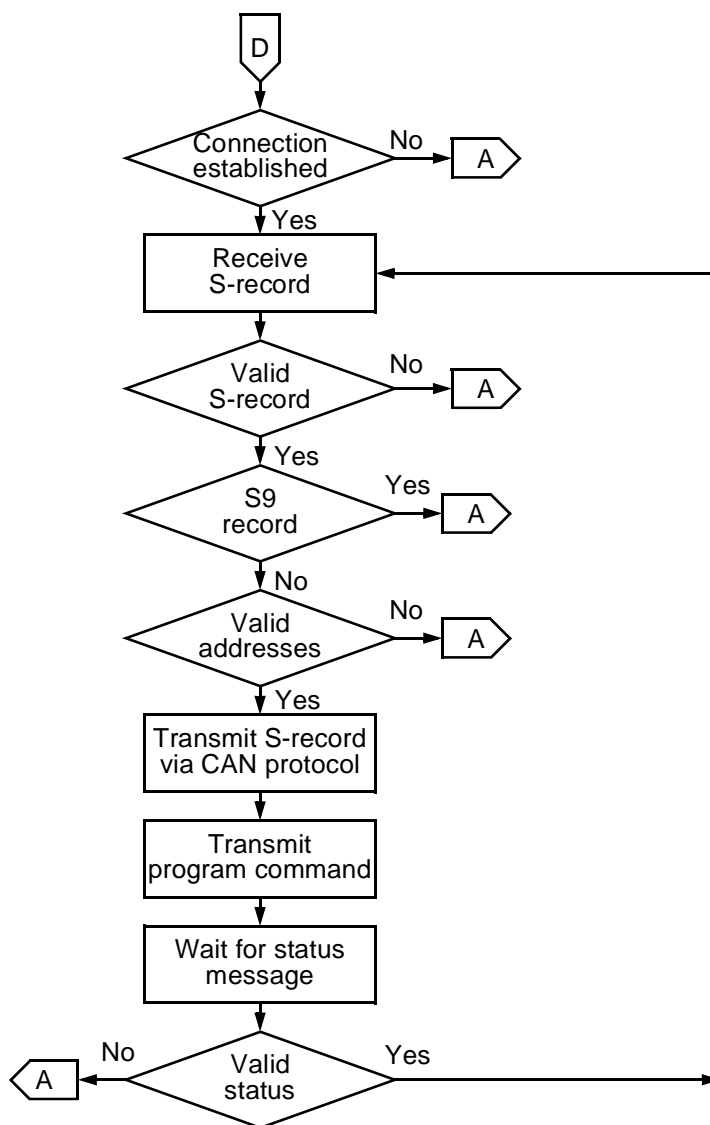 D
Connection
established
No
A
Yes
Receive
S-record
Valid
S-record
No
A
Yes
S9
record
Yes
A
No
Valid
addresses
No
A
Yes
Transmit S-record
via CAN protocol
Transmit
program command
Wait for status
message
No
A
Valid
status
Yes